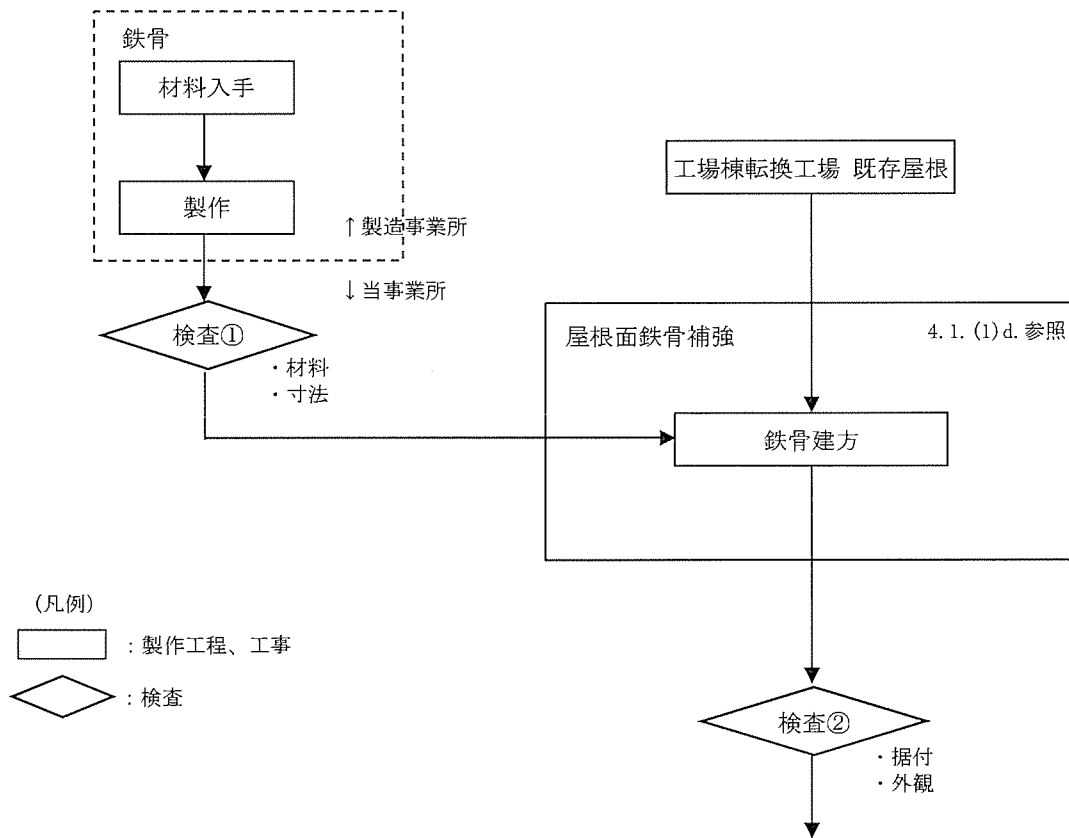 鉄骨
材料入手
製作
↑製造事業所
↓当事業所
検査①
・材料
・寸法
工場棟転換工場 既存屋根
屋根面鉄骨補強
4.1.(1)d.参照
鉄骨建方
(凡例)
：製作工程、工事
：検査
検査②
・据付
・外観